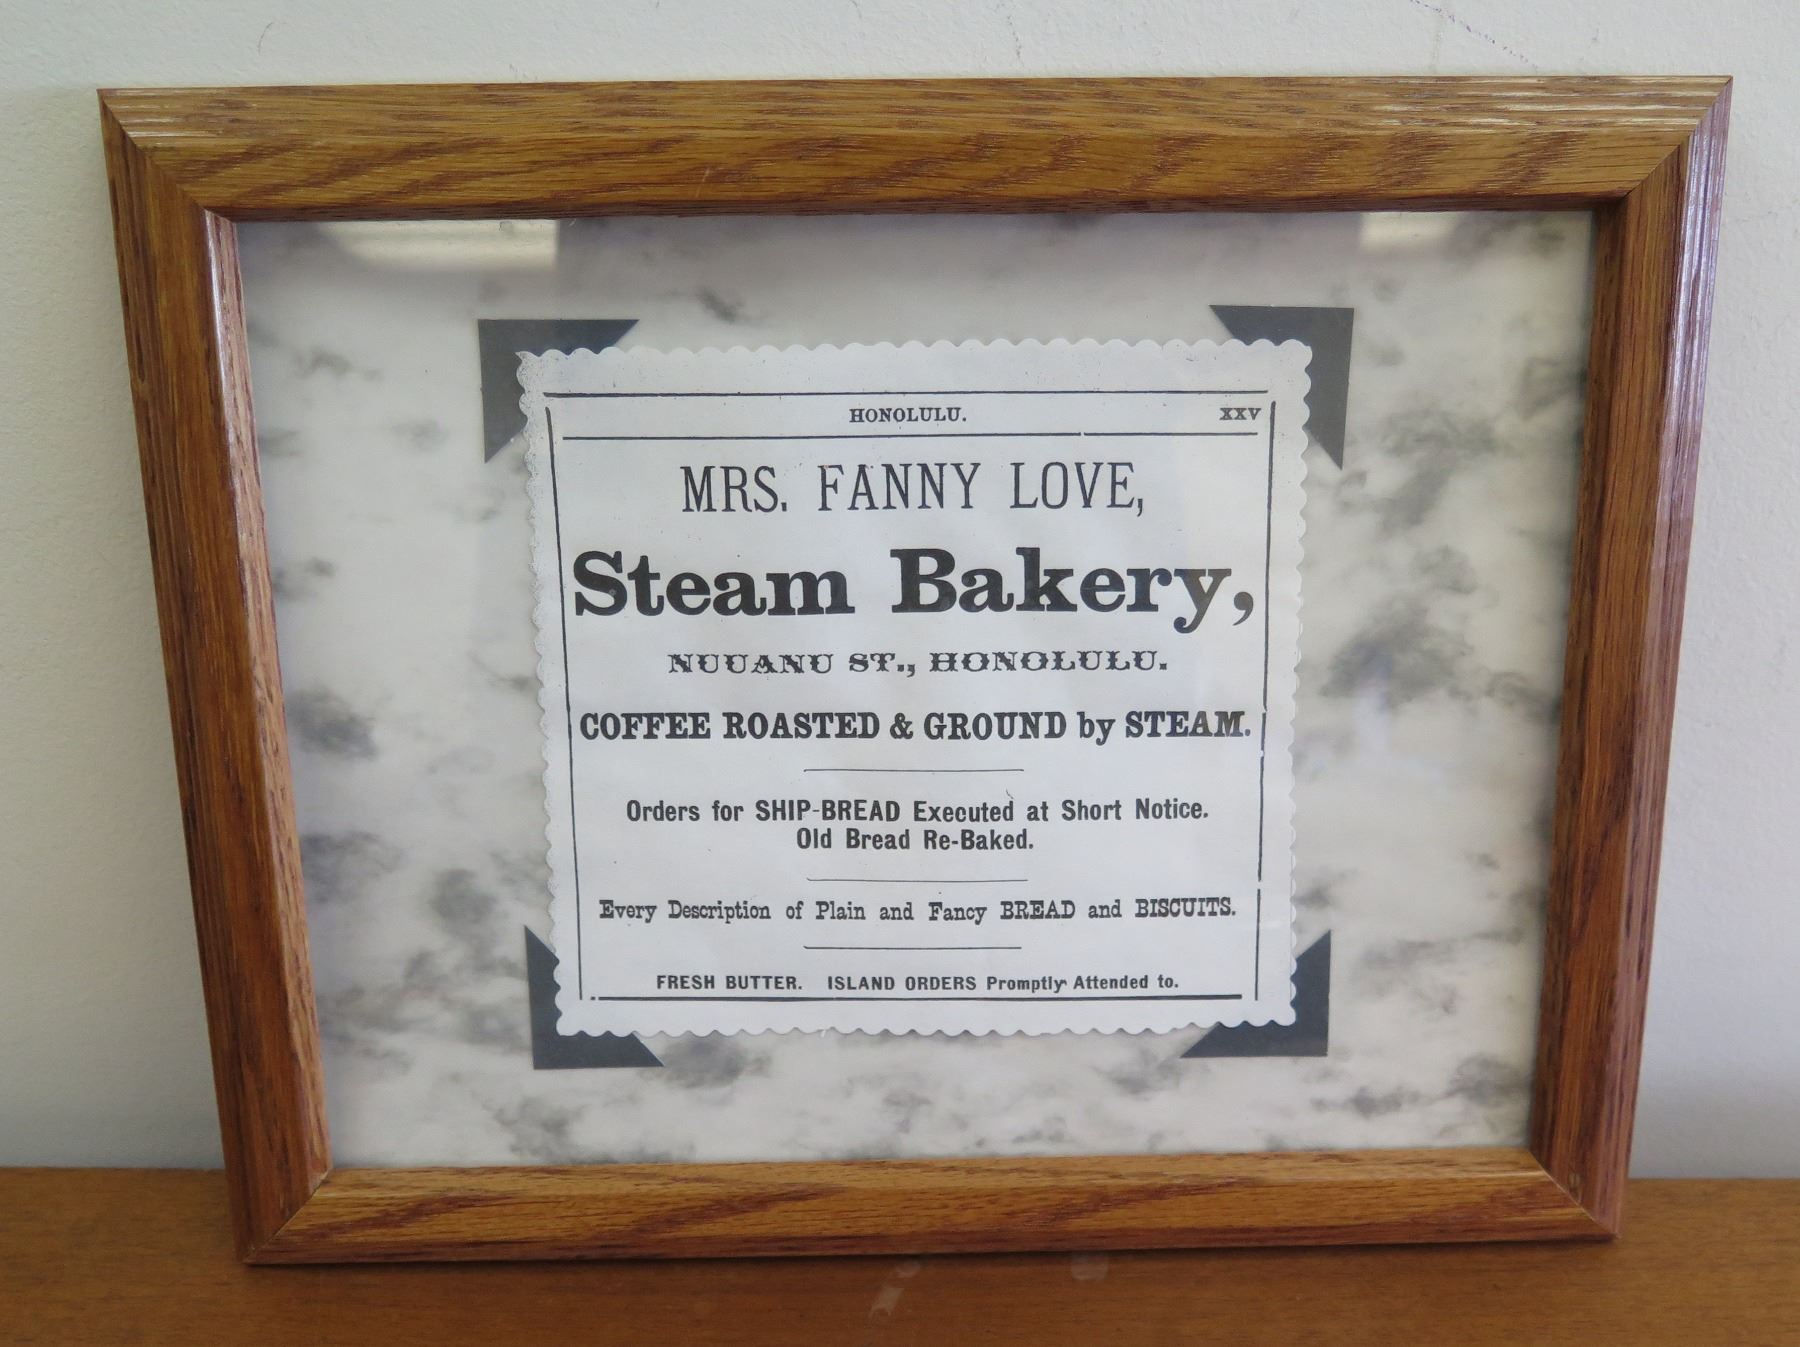 HONOLULU. XXV
MRS. FANNY LOVE,
Steam Bakery,
NUUANU ST., HONOLULU.
COFFEE ROASTED & GROUND by STEAM.
Orders for SHIP-BREAD Executed at Short Notice.
Old Bread Re-Baked.
Every Description of Plain and Fancy BREAD and BISCUITS.
FRESH BUTTER. ISLAND ORDERS Promptly Attended to.